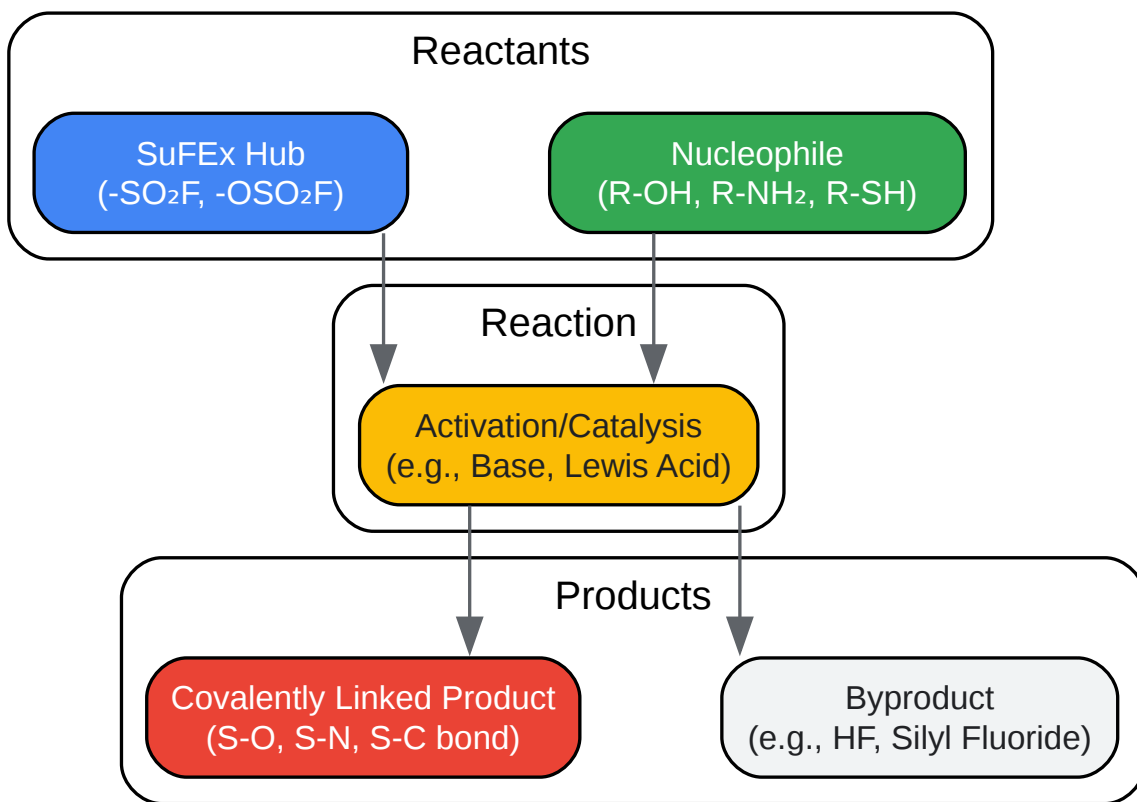 Reactants
SuFEx Hub
(-SO₂F, -OSO₂F)
Nucleophile
(R-OH, R-NH₂, R-SH)
Reaction
Activation/Catalysis
(e.g., Base, Lewis Acid)
Products
Covalently Linked Product
(S-O, S-N, S-C bond)
Byproduct
(e.g., HF, Silyl Fluoride)